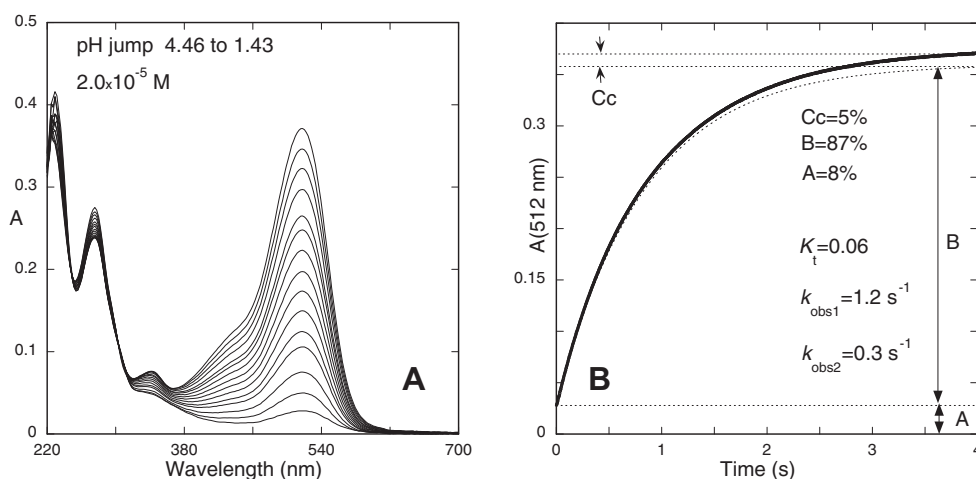 pH jump 4.46 to 1.43
2.0x10⁻⁵ M
0.5
0.4
0.3
0.2
0.1
0
A
A
220
380
540
700
Wavelength (nm)
Cc
Cc=5%
B=87%
A=8%
Kt=0.06
kobs1=1.2 s⁻¹
kobs2=0.3 s⁻¹
B
B
A
0.3
0.15
0
A(512 nm)
0
1
2
3
4
Time (s)